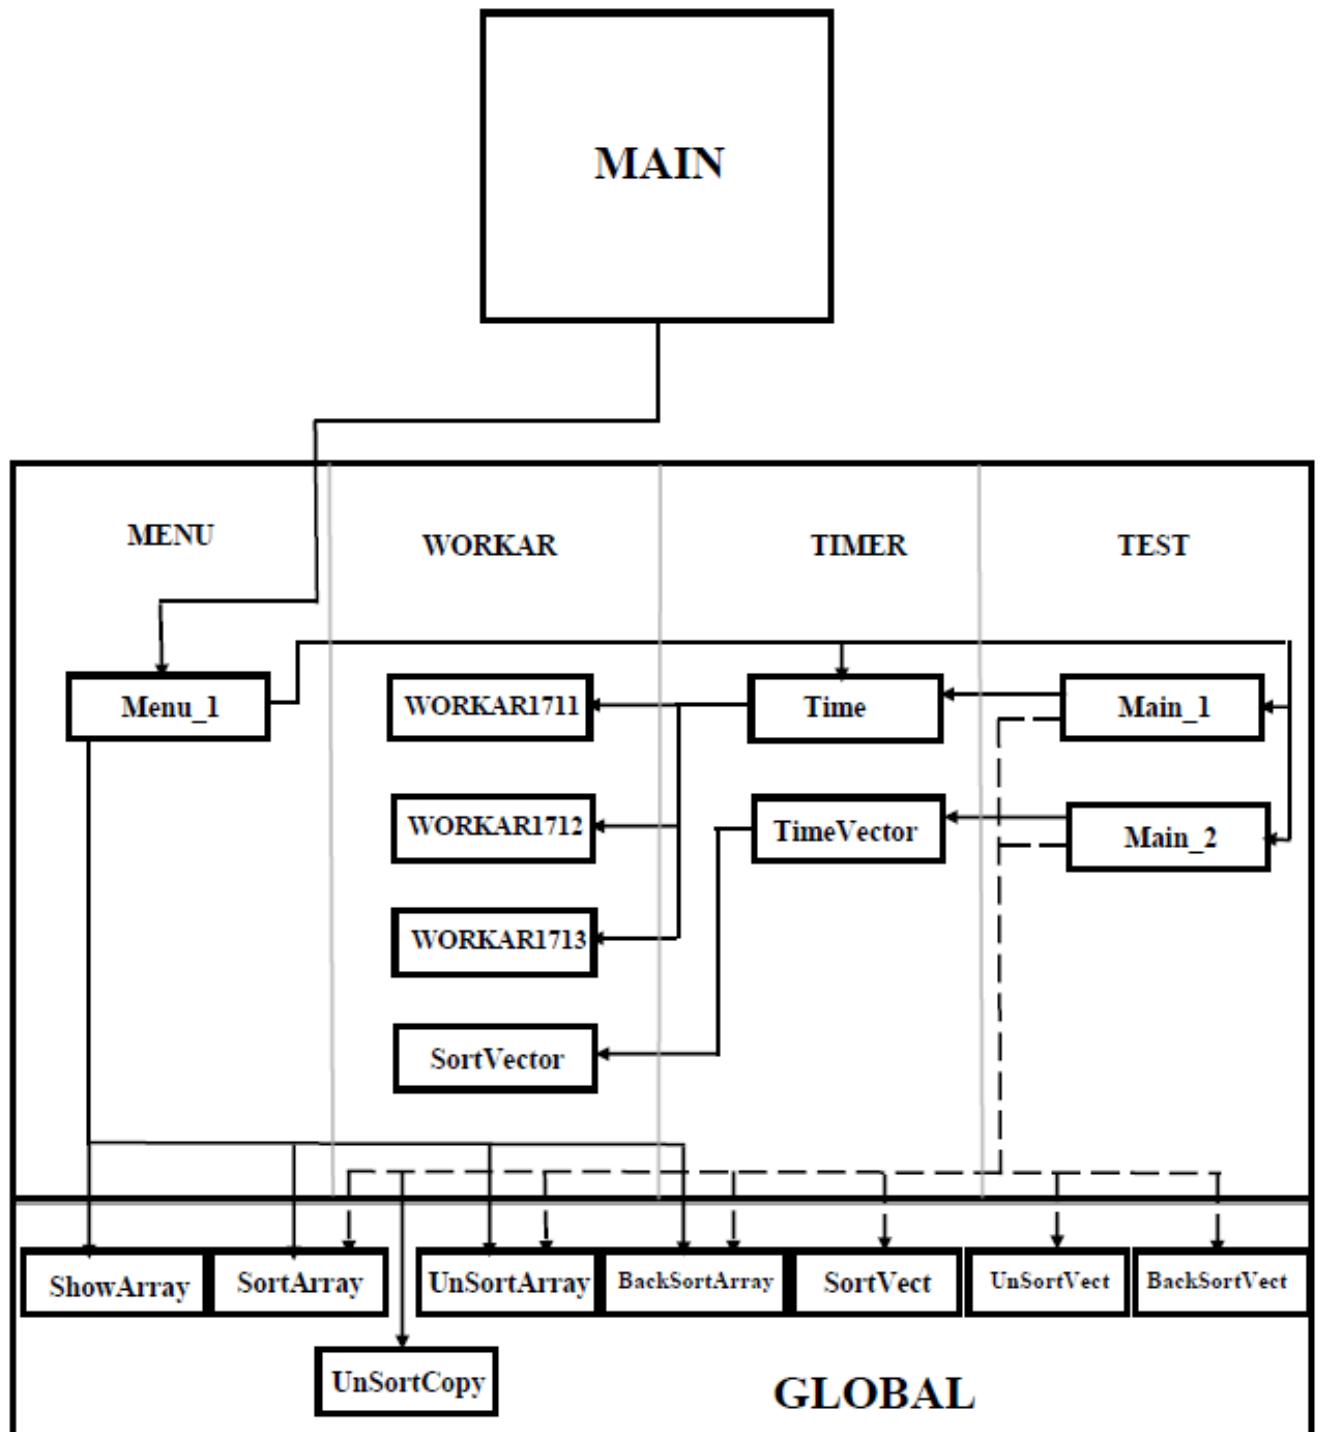 MAIN
MENU
WORKAR
TIMER
TEST
Menu_1
WORKAR1711
Time
Main_1
WORKAR1712
TimeVector
Main_2
WORKAR1713
SortVector
ShowArray
SortArray
UnSortArray
BackSortArray
SortVect
UnSortVect
BackSortVect
UnSortCopy
GLOBAL